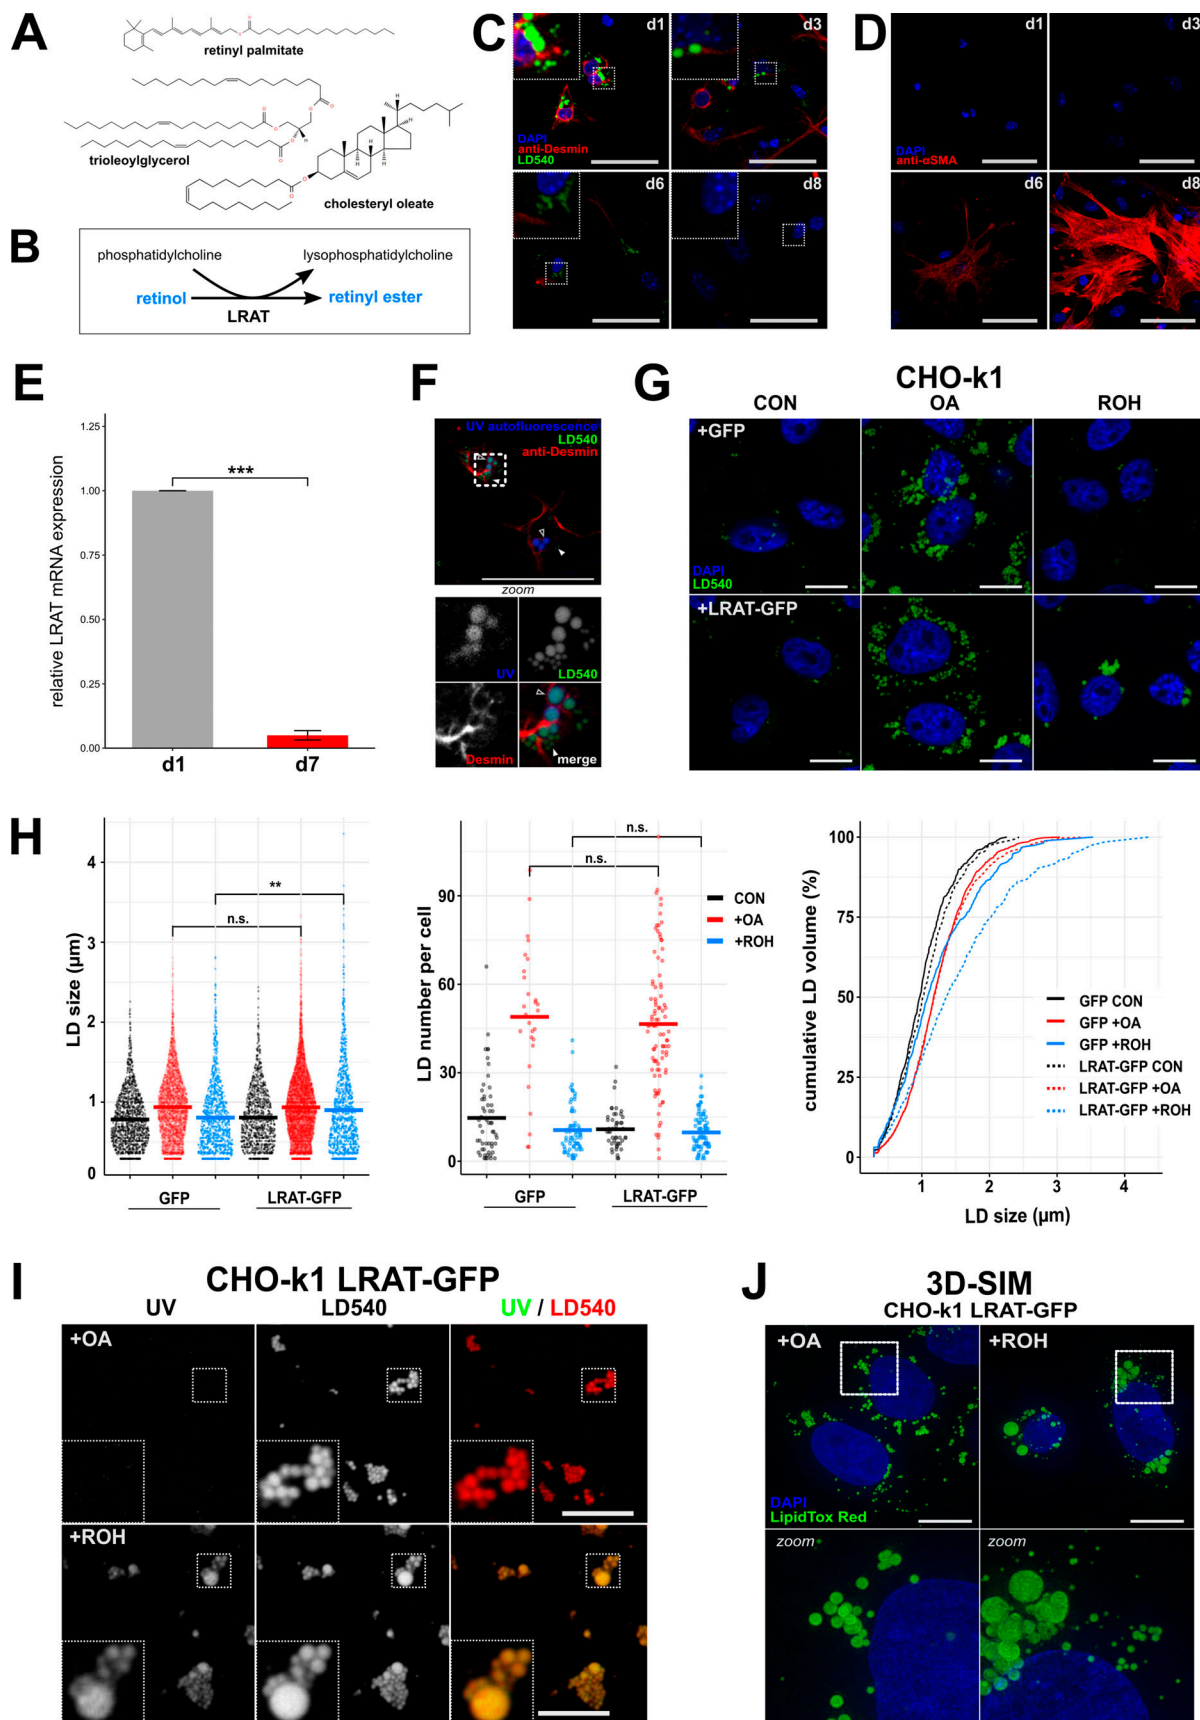 A
retinyl palmitate
trioleoylglycerol
cholesteryl oleate
B
phosphatidylcholine
lysophosphatidylcholine
retinol
retinyl ester
LRAT
C
d1
d3
DAPI
anti-Desmin
LD540
d6
d8
D
d1
d3
DAPI
anti-αSMA
d6
d8
E
relative LRAT mRNA expression
***
1.25
1.00
0.75
0.50
0.25
0.00
d1
d7
F
UV autofluorescence
LD540
anti-Desmin
zoom
UV
LD540
Desmin
merge
G
CHO-k1
CON
OA
ROH
+GFP
DAPI
LD540
+LRAT-GFP
H
LD size (µm)
4
3
2
1
0
**
n.s.
GFP
LRAT-GFP
LD number per cell
90
60
30
0
n.s.
n.s.
CON
+OA
+ROH
GFP
LRAT-GFP
cumulative LD volume (%)
100
75
50
25
0
GFP CON
GFP +OA
GFP +ROH
LRAT-GFP CON
LRAT-GFP +OA
LRAT-GFP +ROH
1
2
3
4
LD size (µm)
I
CHO-k1 LRAT-GFP
UV
LD540
UV / LD540
+OA
+ROH
J
3D-SIM
CHO-k1 LRAT-GFP
+OA
+ROH
DAPI
LipidTox Red
zoom
zoom